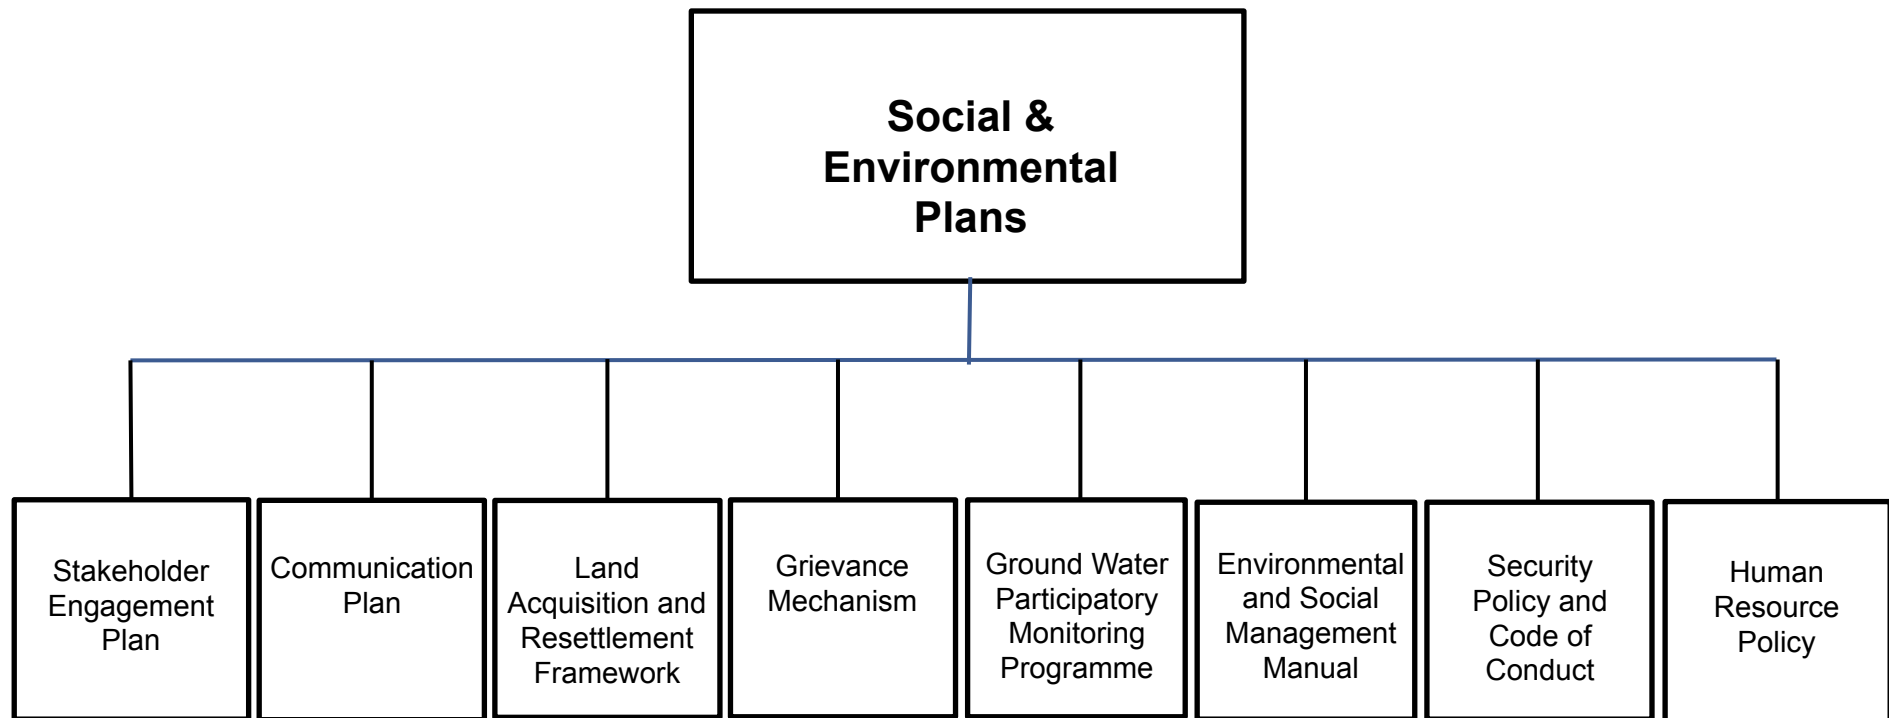 Social &
Environmental
Plans
Stakeholder
Engagement
Plan
Communication
Plan
Land
Acquisition and
Resettlement
Framework
Grievance
Mechanism
Ground Water
Participatory
Monitoring
Programme
Environmental
and Social
Management
Manual
Security
Policy and
Code of
Conduct
Human
Resource
Policy